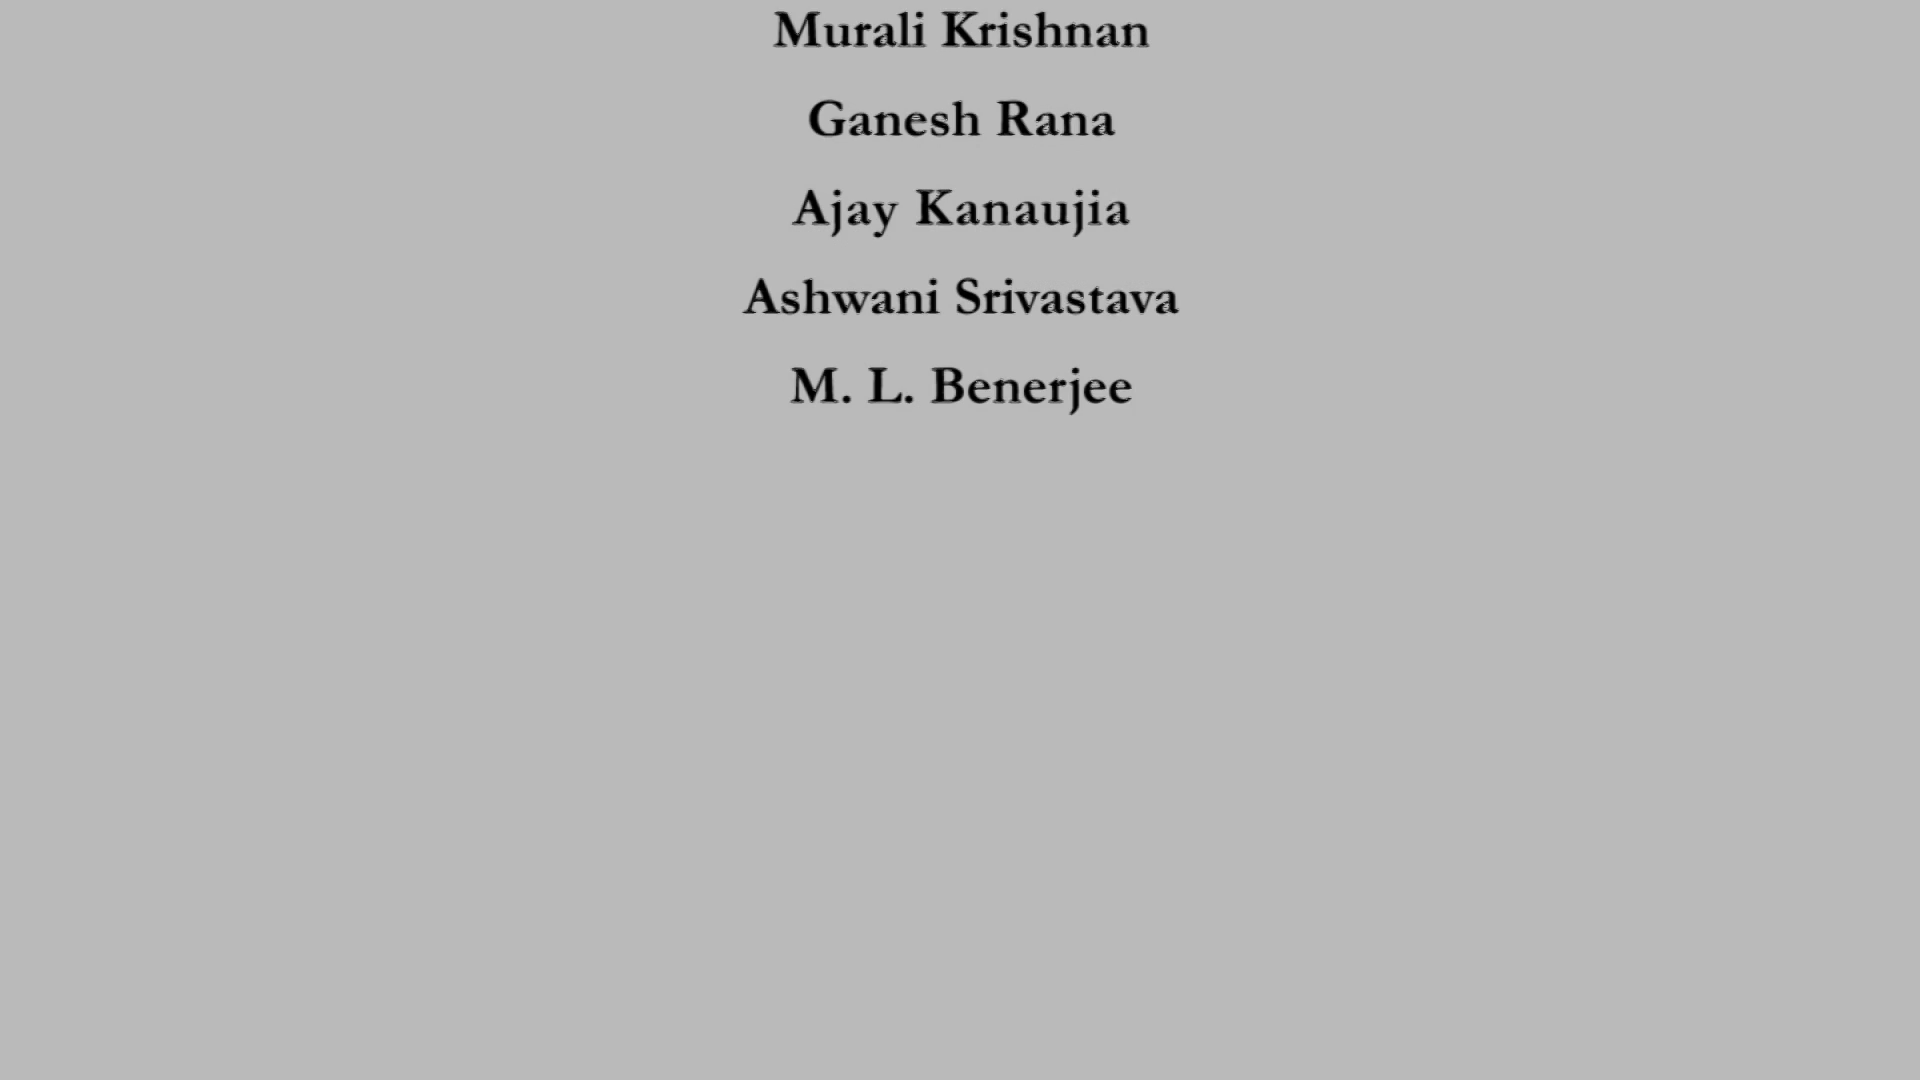 Murali Krishnan
Ganesh Rana
Ajay Kanaujia
Ashwani Srivastava
M. L. Benerjee